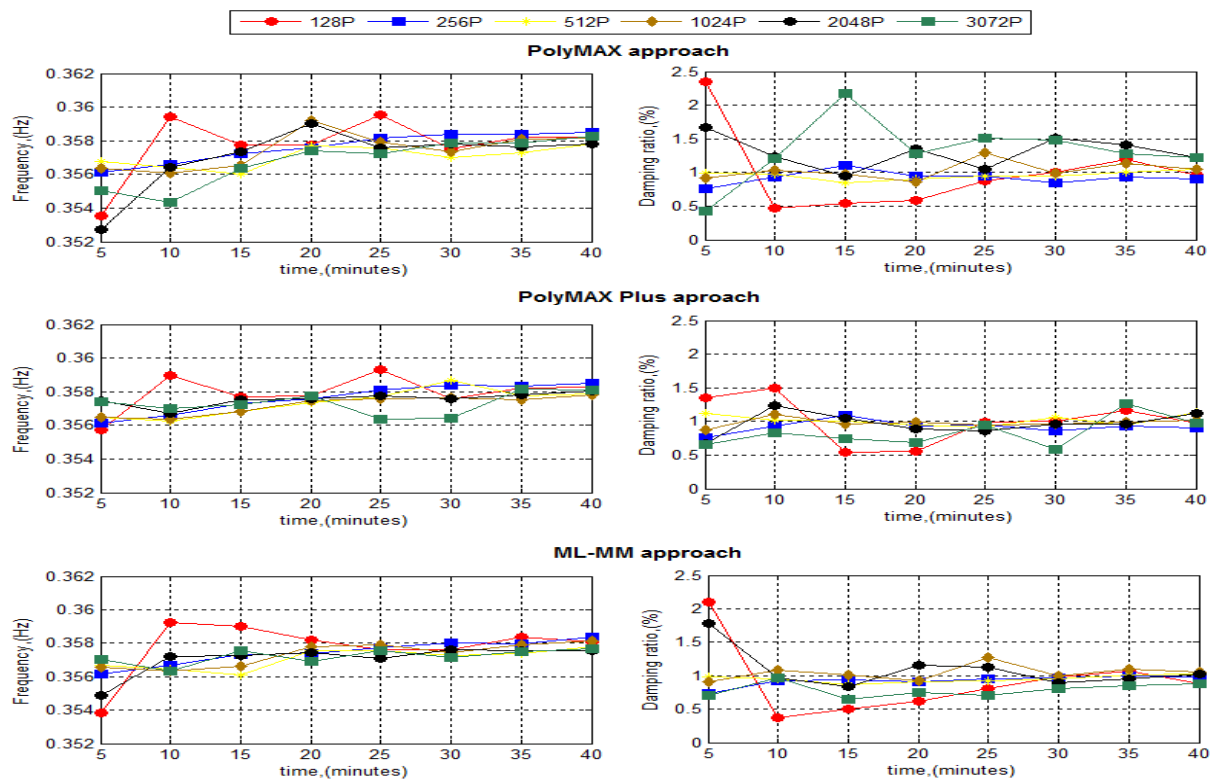 128P 256P 512P 1024P 2048P 3072P
PolyMAX approach
0.362
0.36
0.358
0.356
0.354
0.352
Frequency,(Hz)
5 10 15 20 25 30 35 40
time,(minutes)
2.5
2
1.5
1
0.5
0
Damping ratio,(%)
5 10 15 20 25 30 35 40
time,(minutes)
PolyMAX Plus aproach
0.362
0.36
0.358
0.356
0.354
0.352
Frequency,(Hz)
5 10 15 20 25 30 35 40
time,(minutes)
2.5
2
1.5
1
0.5
0
Damping ratio,(%)
5 10 15 20 25 30 35 40
time,(minutes)
ML-MM approach
0.362
0.36
0.358
0.356
0.354
0.352
Frequency,(Hz)
5 10 15 20 25 30 35 40
time,(minutes)
2.5
2
1.5
1
0.5
0
Damping ratio,(%)
5 10 15 20 25 30 35 40
time,(minutes)